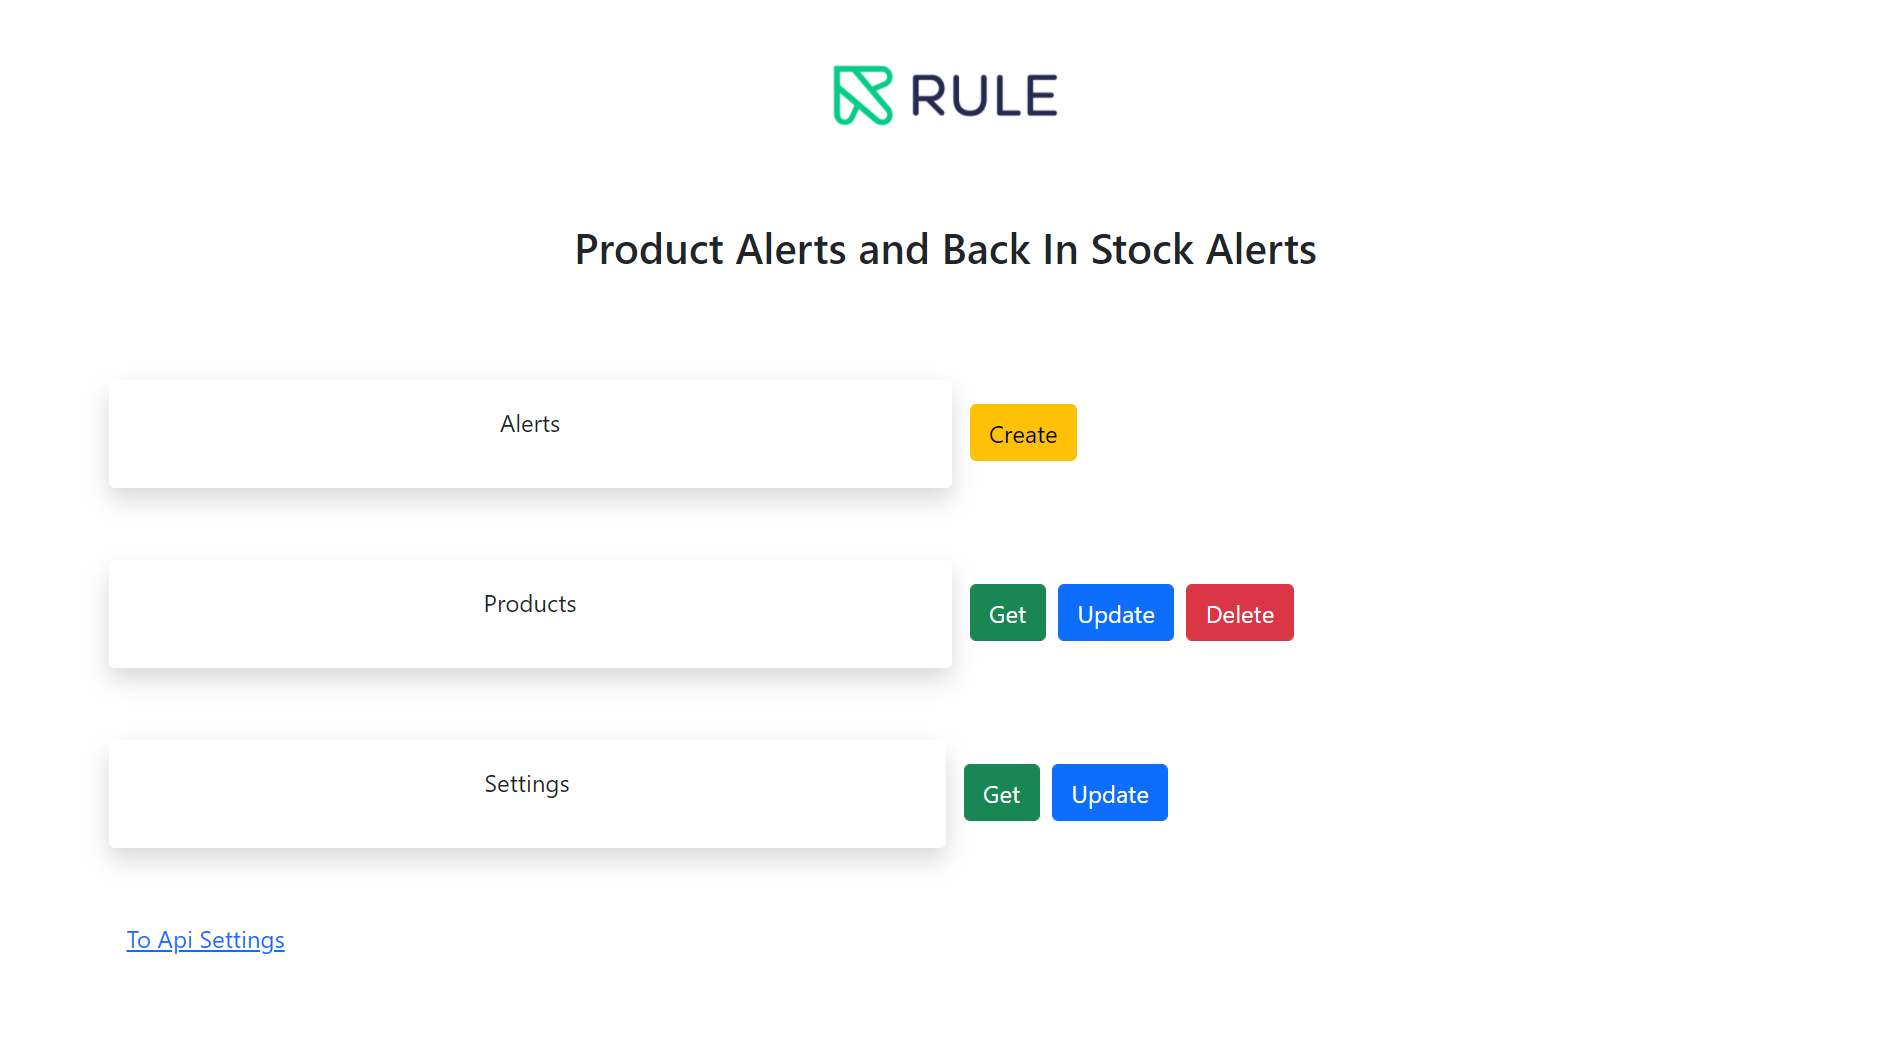 RULE
Product Alerts and Back In Stock Alerts
Alerts
Create
Products
Get
Update
Delete
Settings
Get
Update
To Api Settings